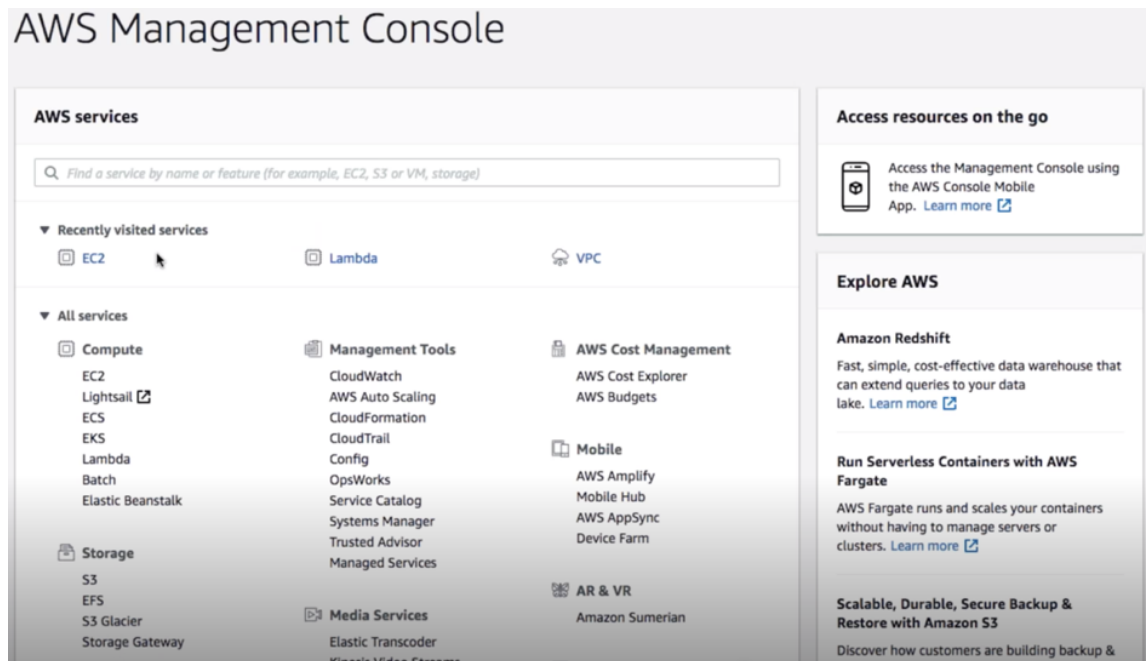 AWS Management Console
AWS services
Find a service by name or feature (for example, EC2, S3 or VM, storage)
Recently visited services
EC2
Lambda
VPC
All services
Compute
EC2
Lightsail
ECS
EKS
Lambda
Batch
Elastic Beanstalk
Storage
S3
EFS
S3 Glacier
Storage Gateway
Management Tools
CloudWatch
AWS Auto Scaling
CloudFormation
CloudTrail
Config
OpsWorks
Service Catalog
Systems Manager
Trusted Advisor
Managed Services
Media Services
Elastic Transcoder
Kinesis Video Streams
AWS Cost Management
AWS Cost Explorer
AWS Budgets
Mobile
AWS Amplify
Mobile Hub
AWS AppSync
Device Farm
AR & VR
Amazon Sumerian
Access resources on the go
Access the Management Console using
the AWS Console Mobile
App. Learn more
Explore AWS
Amazon Redshift
Fast, simple, cost-effective data warehouse that
can extend queries to your data
lake. Learn more
Run Serverless Containers with AWS
Fargate
AWS Fargate runs and scales your containers
without having to manage servers or
clusters. Learn more
Scalable, Durable, Secure Backup &
Restore with Amazon S3
Discover how customers are building backup &